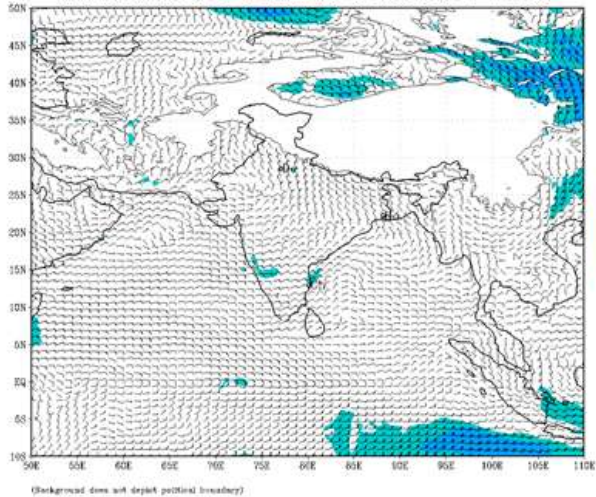 50N
45N
40N
35N
30N
25N
20N
15N
10N
5N
EQ
5S
10S
50E 55E 60E 65E 70E 75E 80E 85E 90E 95E 100E 105E 110E
(Background does not depict political boundary)